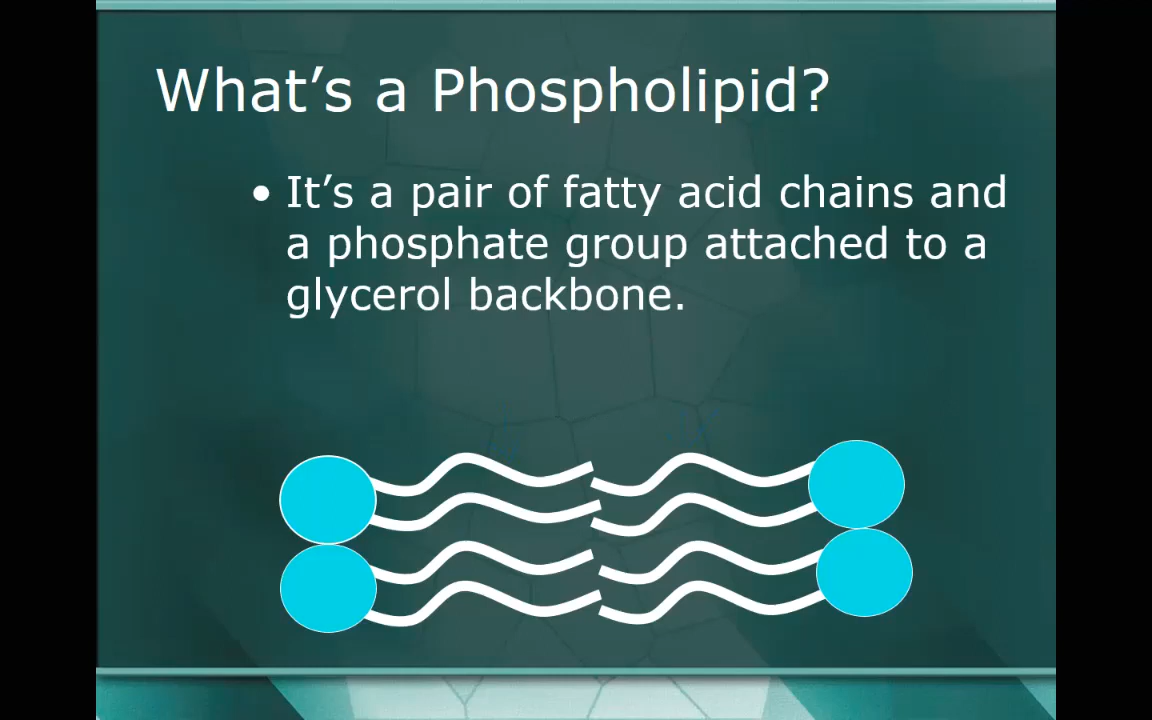 What’s a Phospholipid?
• It’s a pair of fatty acid chains and
a phosphate group attached to a
glycerol backbone.